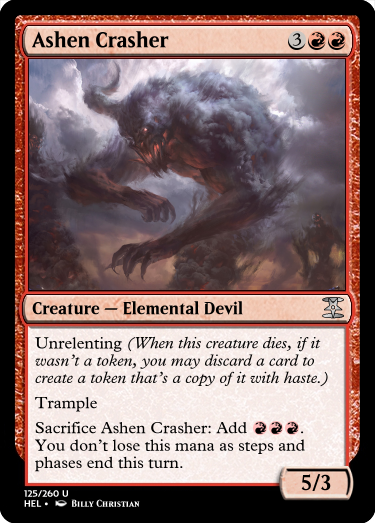 Ashen Crasher 3
Creature — Elemental Devil
Unrelenting (When this creature dies, if it
wasn't a token, you may discard a card to
create a token that's a copy of it with haste.)
Trample
Sacrifice Ashen Crasher: Add .
You don't lose this mana as steps and
phases end this turn.
5/3
125/260 U
HEL • Billy Christian